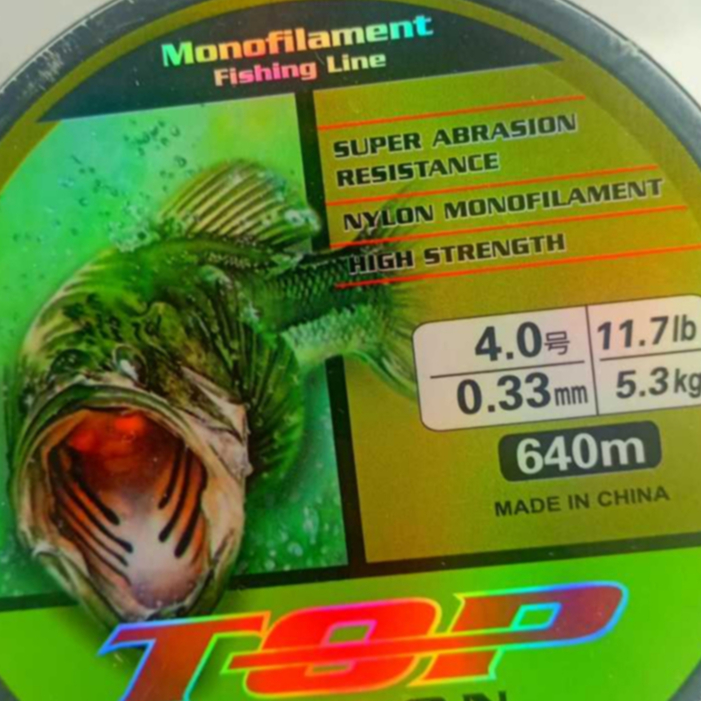 Monofilament
Fishing Line
SUPER ABRASION
RESISTANCE
NYLON MONOFILAMENT
HIGH STRENGTH
4.0号 11.7lb
0.33mm 5.3kg
640m
MADE IN CHINA
TOP